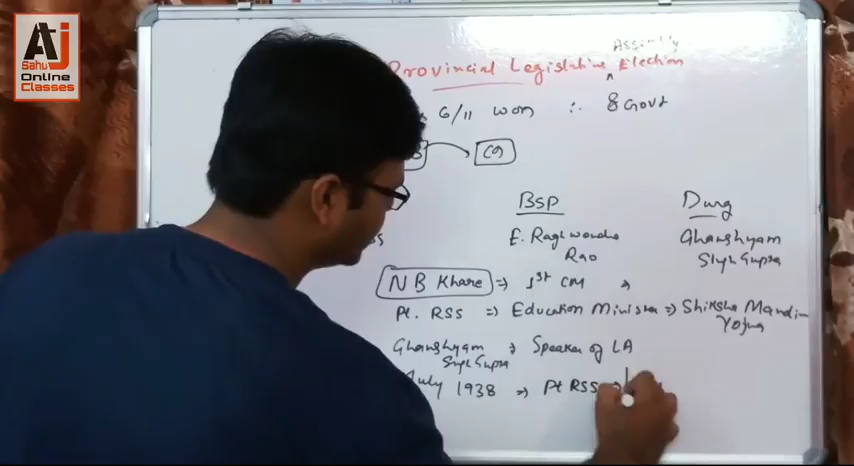 AJ
Sahu
Online
Classes
Provincial Legislative Election
Assembly
6/11 won ∴ 8 Govt
CG
BSP
Durg
E. Raghvendra
Rao
Ghanshyam
Singh Gupta
NB Khare ⇒ 1st CM →
Pt. RSS ⇒ Education Minister ⇒ Shiksha Mandir
Yojna
Ghanshyam ⇒ Speaker of LA
Singh Gupta
July 1938 ⇒ Pt RSS